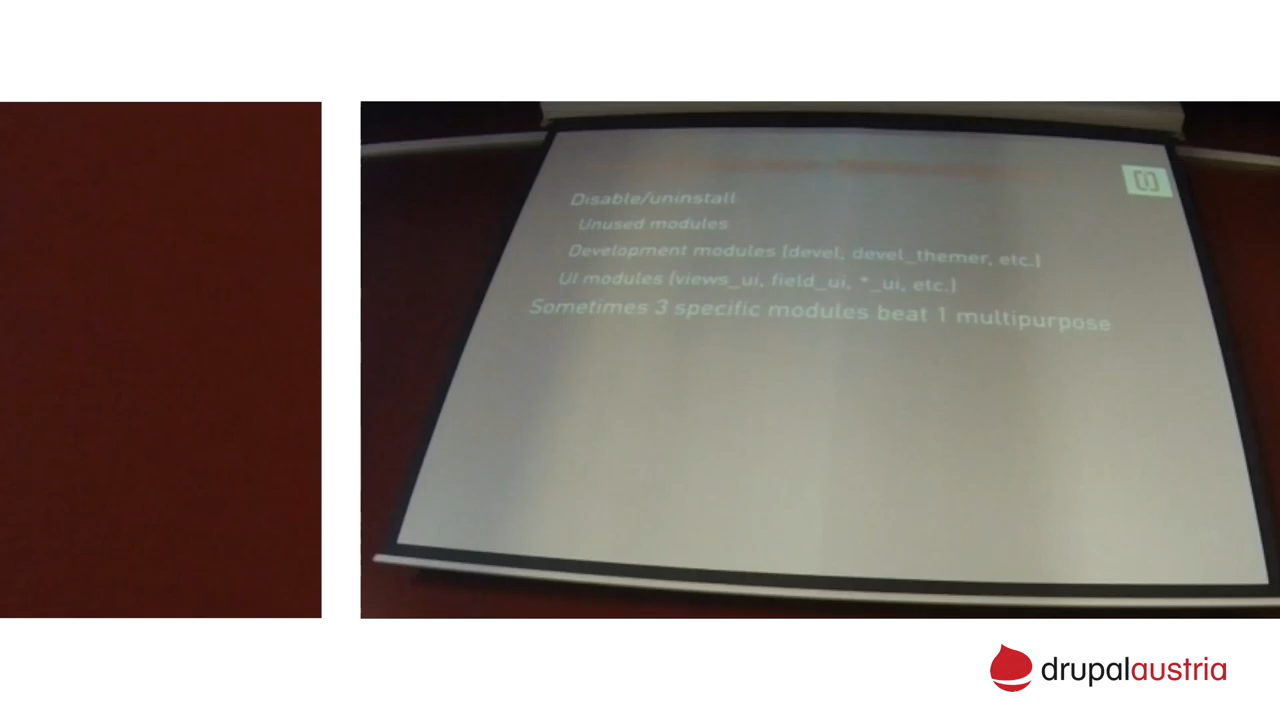 Disable/uninstall
Unused modules
Development modules (devel, devel_themer, etc.)
UI modules (views_ui, field_ui, *_ui, etc.)
Sometimes 3 specific modules beat 1 multipurpose
drupalaustria